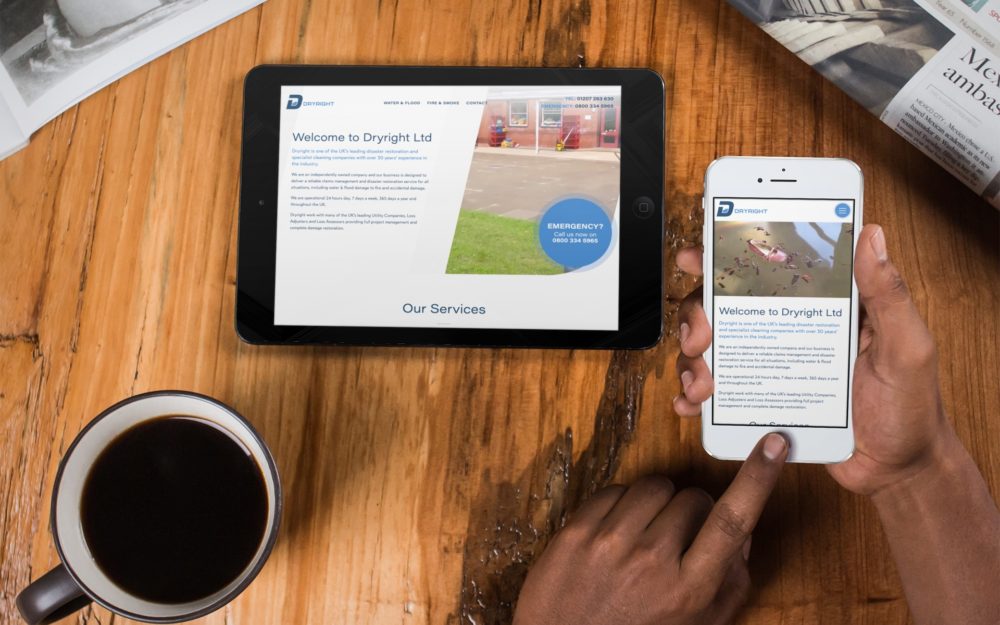 DRYRIGHT
WATER & FLOOD FIRE & SMOKE CONTACT
TEL: 01207 263 630
EMERGENCY: 0800 334 5965
Welcome to Dryright Ltd
Dryright is one of the UK's leading disaster restoration and
specialist cleaning companies with over 30 years' experience in
the industry.
We are an independently owned company and our business is designed to
deliver a reliable claims management and disaster restoration service for all
situations, including water & flood damage to fire and accidental damage.
We are operational 24 hours day, 7 days a week, 365 days a year and
throughout the UK.
Dryright work with many of the UK's leading Utility Companies, Loss
Adjusters and Loss Assessors providing full project management and
complete damage restoration.
EMERGENCY?
Call us now on
0800 334 5965
Our Services
DRYRIGHT
Welcome to Dryright Ltd
Dryright is one of the UK's leading disaster restoration
and specialist cleaning companies with over 30 years'
experience in the industry.
We are an independently owned company and our business is
designed to deliver a reliable claims management and disaster
restoration service for all situations, including water & flood
damage to fire and accidental damage.
We are operational 24 hours day, 7 days a week, 365 days a year
and throughout the UK.
Dryright work with many of the UK's leading Utility Companies,
Loss Adjusters and Loss Assessors providing full project
management and complete damage restoration.
Our Services
Number
Mex
ambas
MEXICO CITY